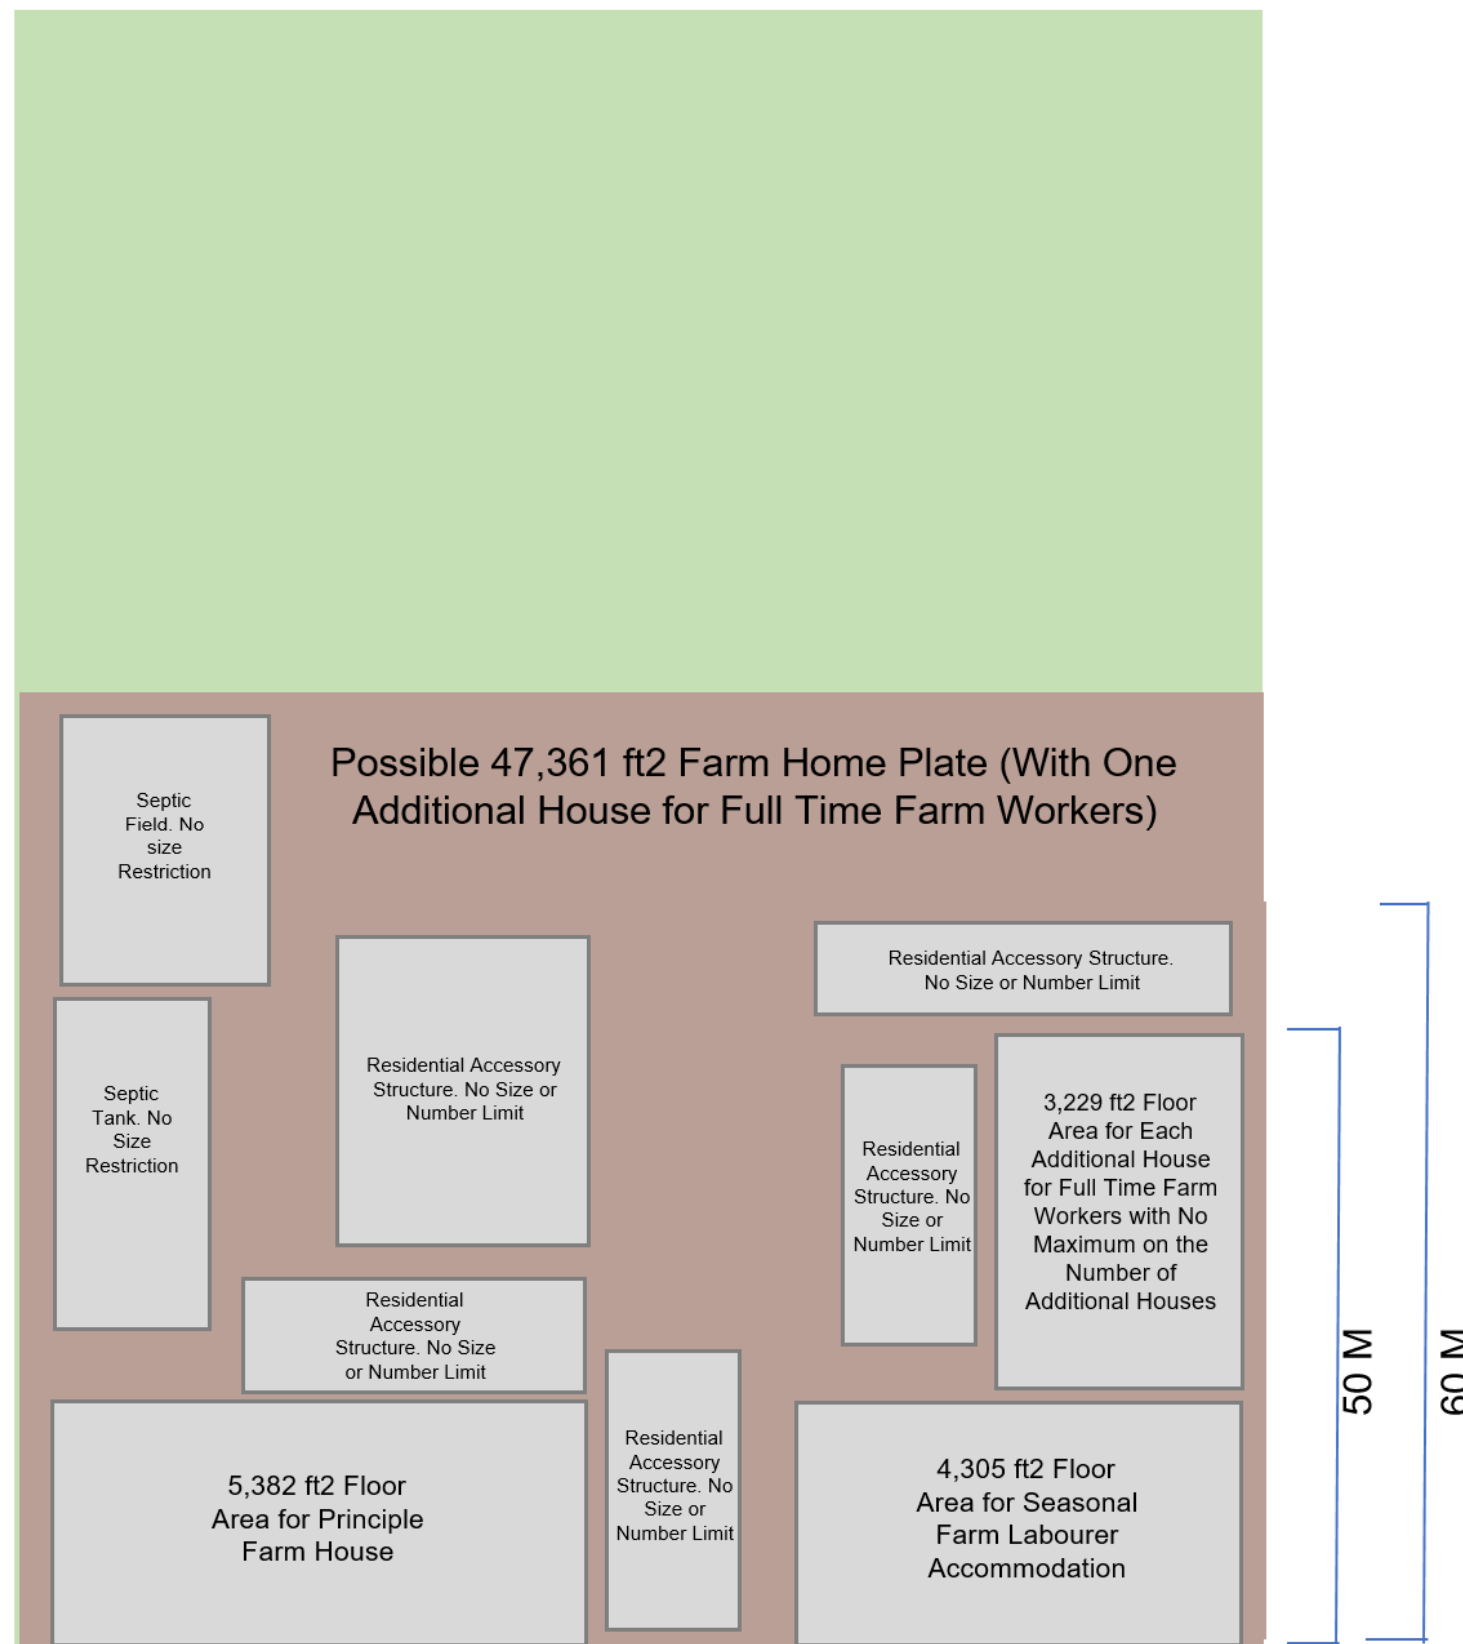 Possible 47,361 ft2 Farm Home Plate (With One
Additional House for Full Time Farm Workers)
Septic
Field. No
size
Restriction
Residential Accessory Structure.
No Size or Number Limit
Septic
Tank. No
Size
Restriction
Residential Accessory
Structure. No Size or
Number Limit
Residential
Accessory
Structure. No
Size or
Number Limit
3,229 ft2 Floor
Area for Each
Additional House
for Full Time Farm
Workers with No
Maximum on the
Number of
Additional Houses
Residential
Accessory
Structure. No Size
or Number Limit
50 M
60 M
5,382 ft2 Floor
Area for Principle
Farm House
Residential
Accessory
Structure. No
Size or
Number Limit
4,305 ft2 Floor
Area for Seasonal
Farm Labourer
Accommodation